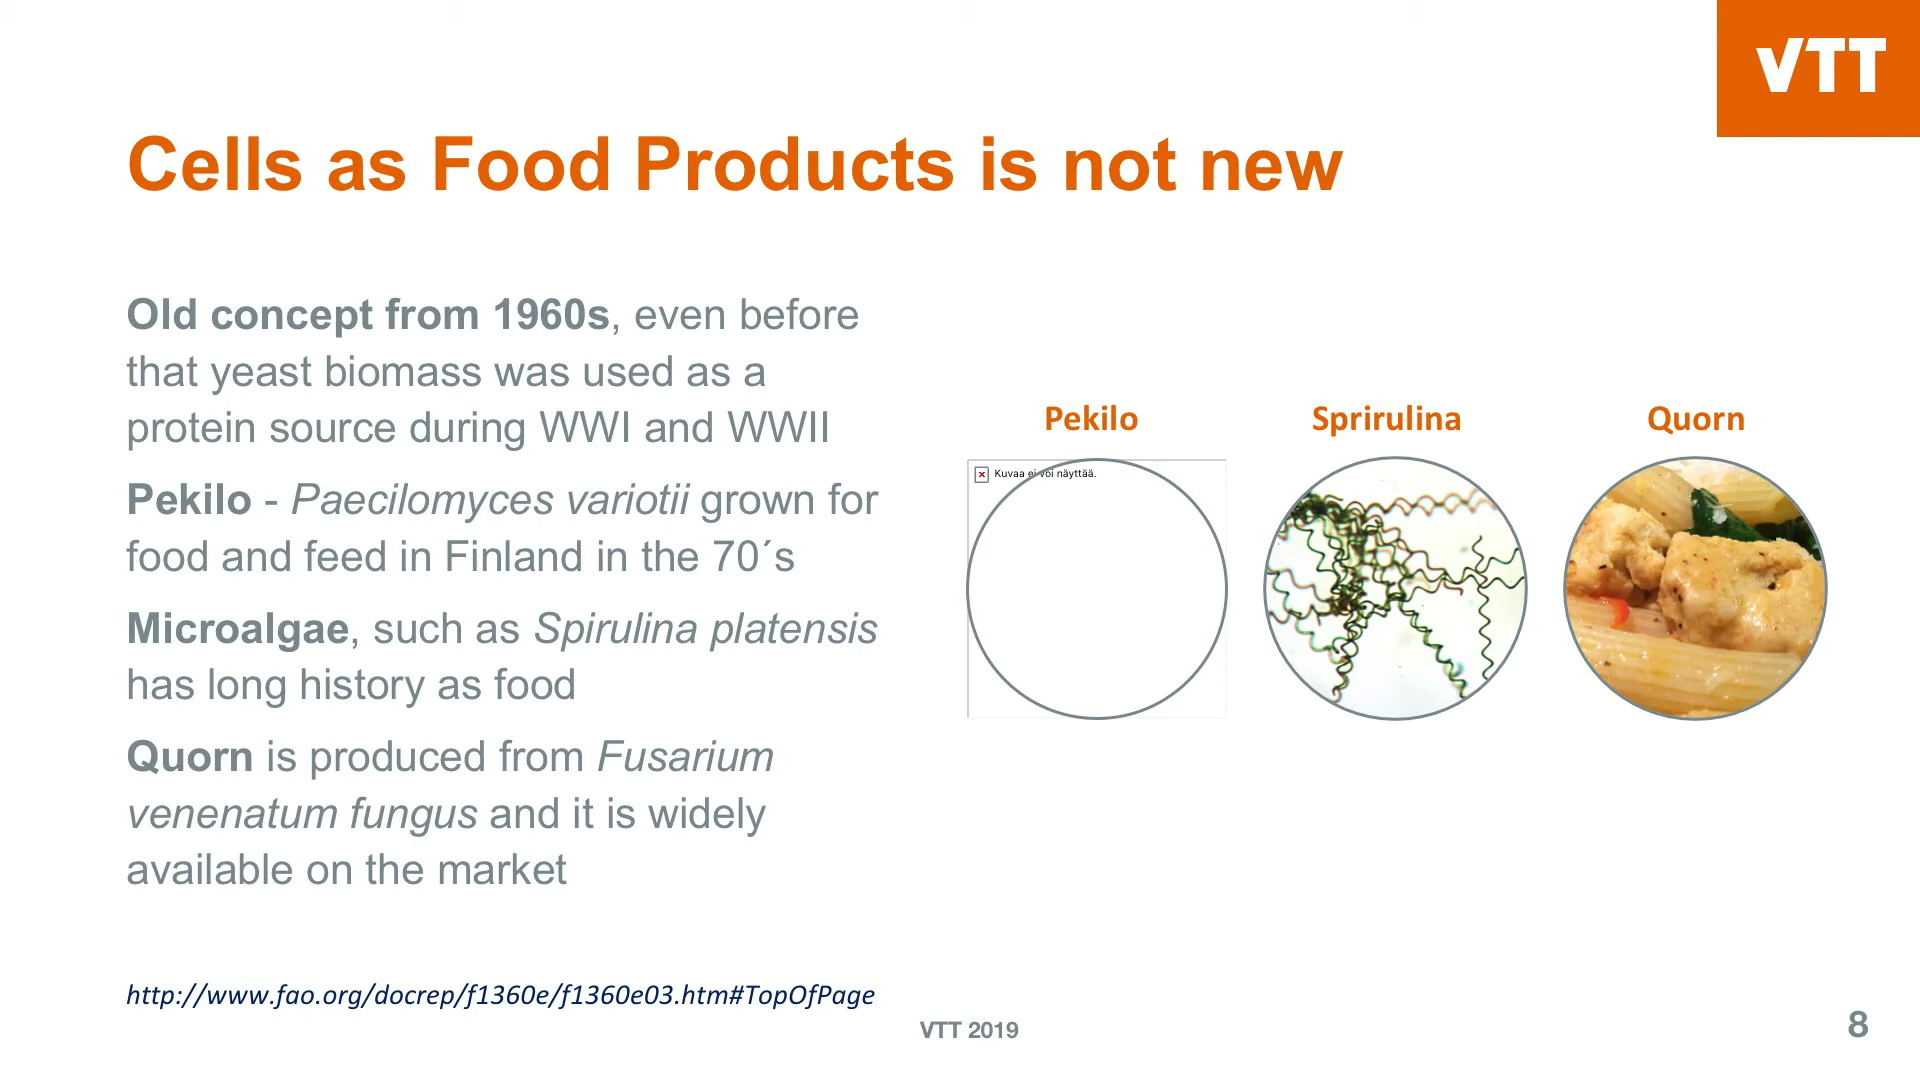 VTT
Cells as Food Products is not new
Old concept from 1960s, even before
that yeast biomass was used as a
protein source during WWI and WWII
Pekilo - Paecilomyces variotii grown for
food and feed in Finland in the 70´s
Microalgae, such as Spirulina platensis
has long history as food
Quorn is produced from Fusarium
venenatum fungus and it is widely
available on the market
Pekilo
Sprirulina
Quorn
Kuvaa ei voi näyttää.
http://www.fao.org/docrep/f1360e/f1360e03.htm#TopOfPage
VTT 2019
8